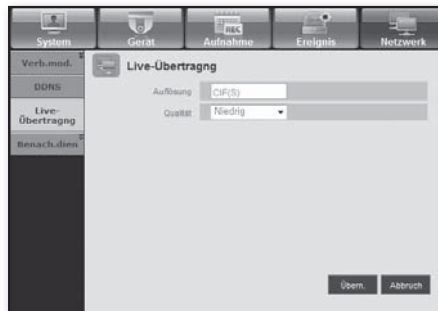 REC
System
Gerät
Aufnahme
Ereignis
Netzwerk
Verb.mod.
DDNS
Live-
Übertragng
Benach.dien
Live-Übertragng
Auflösung
CIF(S)
Qualität
Niedrig
Übern.
Abbruch